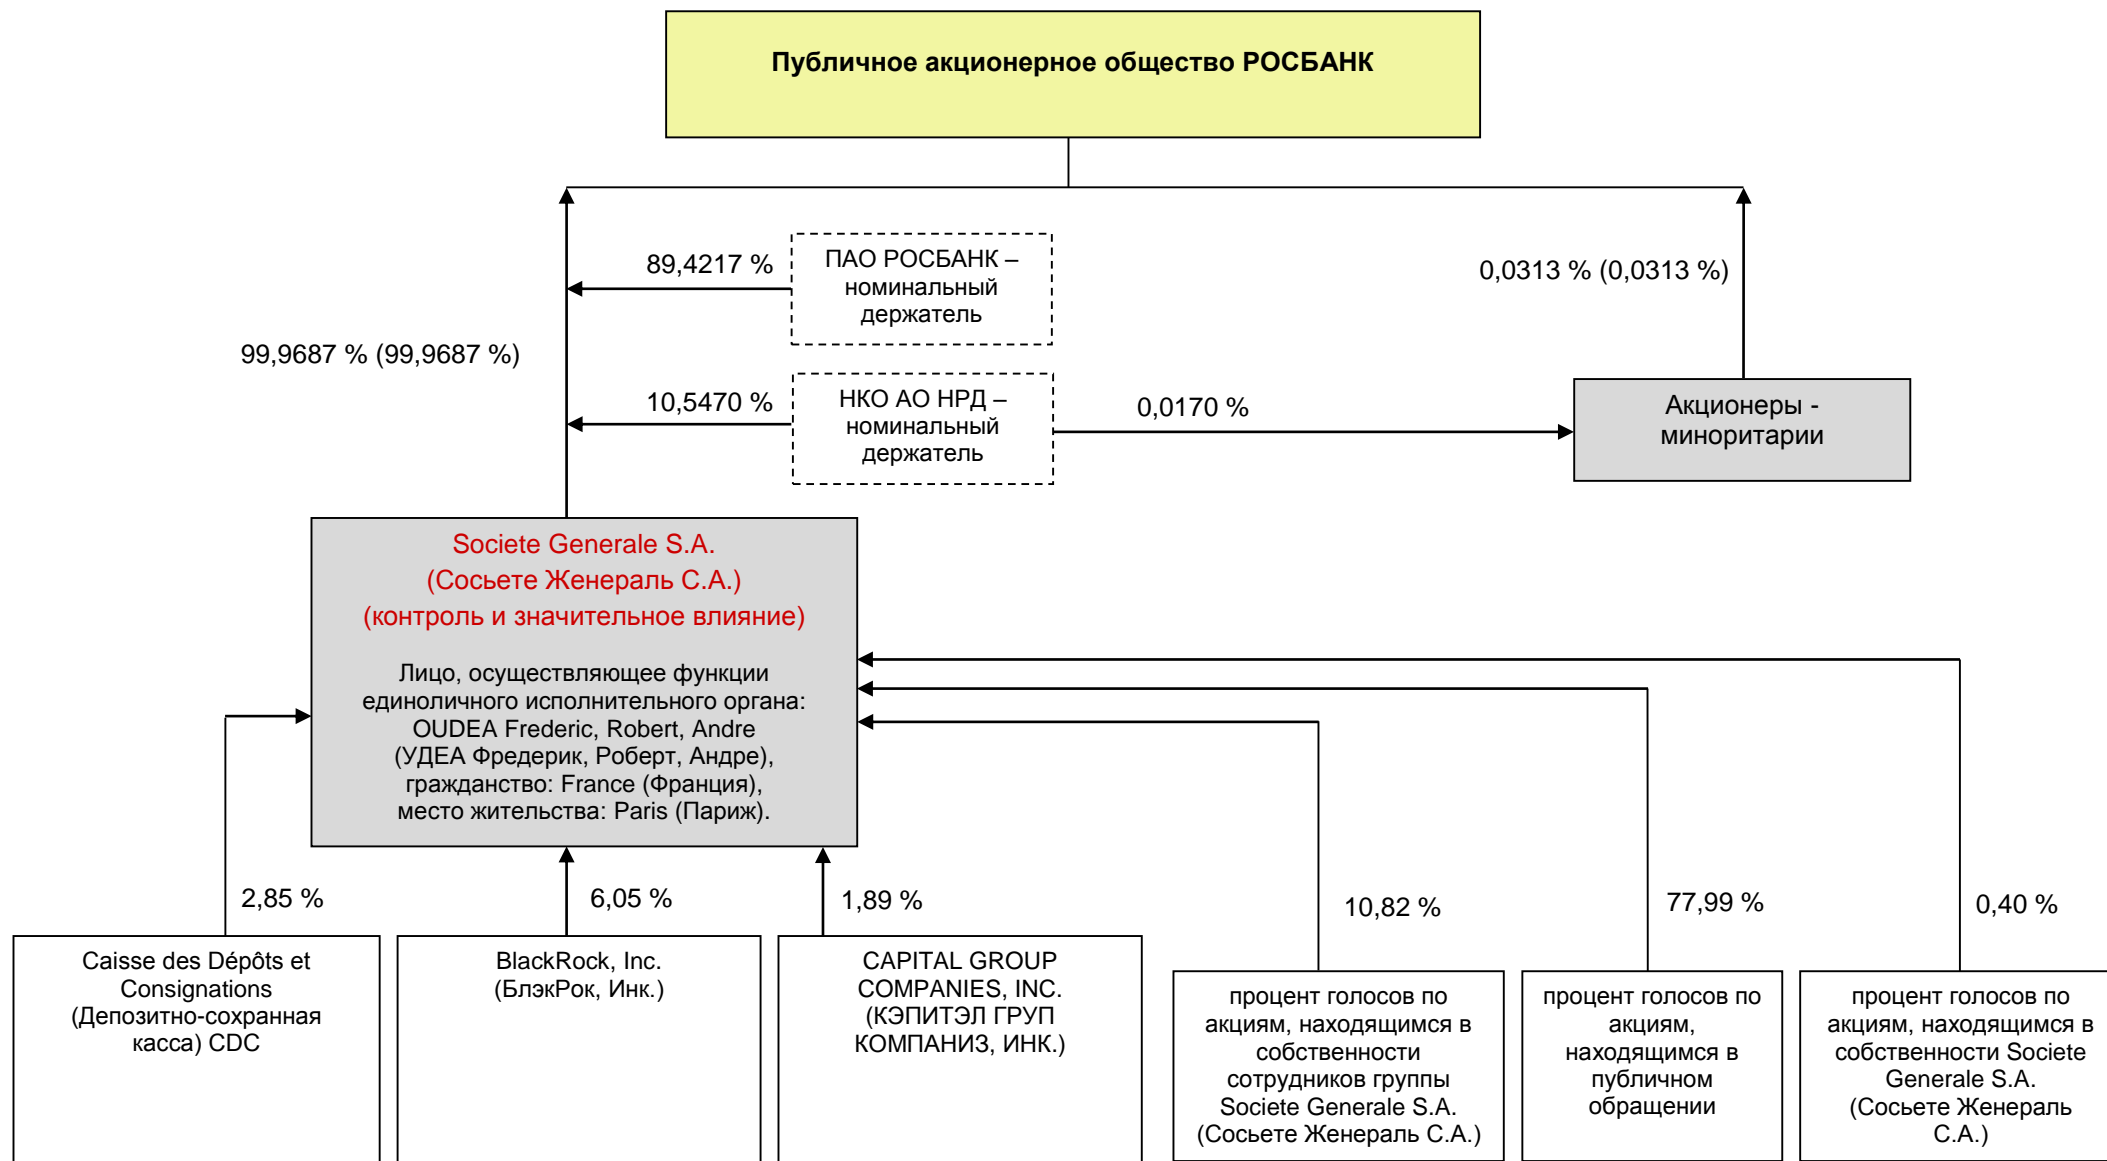 Публичное акционерное общество РОСБАНК
89,4217 %
ПАО РОСБАНК –
номинальный
держатель
0,0313 % (0,0313 %)
99,9687 % (99,9687 %)
10,5470 %
НКО АО НРД –
номинальный
держатель
0,0170 %
Акционеры -
миноритарии
Societe Generale S.A.
(Сосьете Женераль С.А.)
(контроль и значительное влияние)
Лицо, осуществляющее функции
единоличного исполнительного органа:
OUDEA Frederic, Robert, Andre
(УДЕА Фредерик, Роберт, Андре),
гражданство: France (Франция),
место жительства: Paris (Париж).
2,85 %
6,05 %
1,89 %
10,82 %
77,99 %
0,40 %
Caisse des Dépôts et
Consignations
(Депозитно-сохранная
касса) CDC
BlackRock, Inc.
(БлэкРок, Инк.)
CAPITAL GROUP
COMPANIES, INC.
(КЭПИТЭЛ ГРУП
КОМПАНИЗ, ИНК.)
процент голосов по
акциям, находящимся в
собственности
сотрудников группы
Societe Generale S.A.
(Сосьете Женераль С.А.)
процент голосов по
акциям,
находящимся в
публичном
обращении
процент голосов по
акциям, находящимся в
собственности Societe
Generale S.A.
(Сосьете Женераль
С.А.)